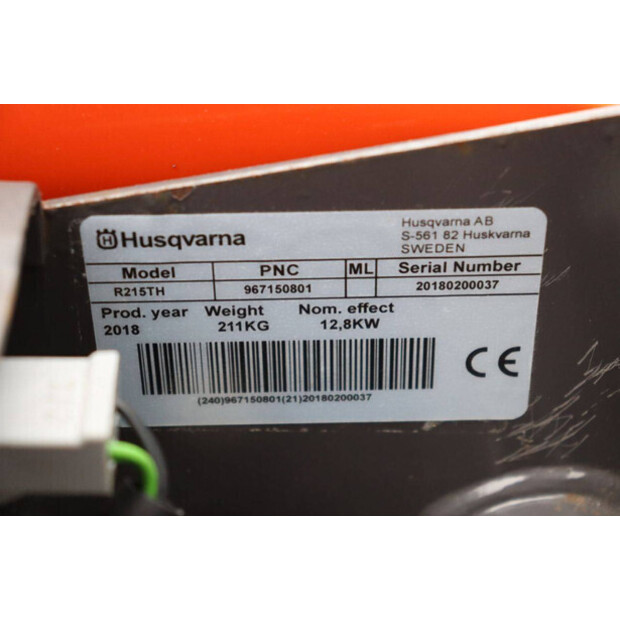 Husqvarna
Husqvarna AB
S-561 82 Huskvarna
SWEDEN
Model PNC ML Serial Number
R215TH 967150801 20180200037
Prod. year Weight Nom. effect
2018 211KG 12,8KW
(240)967150801(21)20180200037
CE